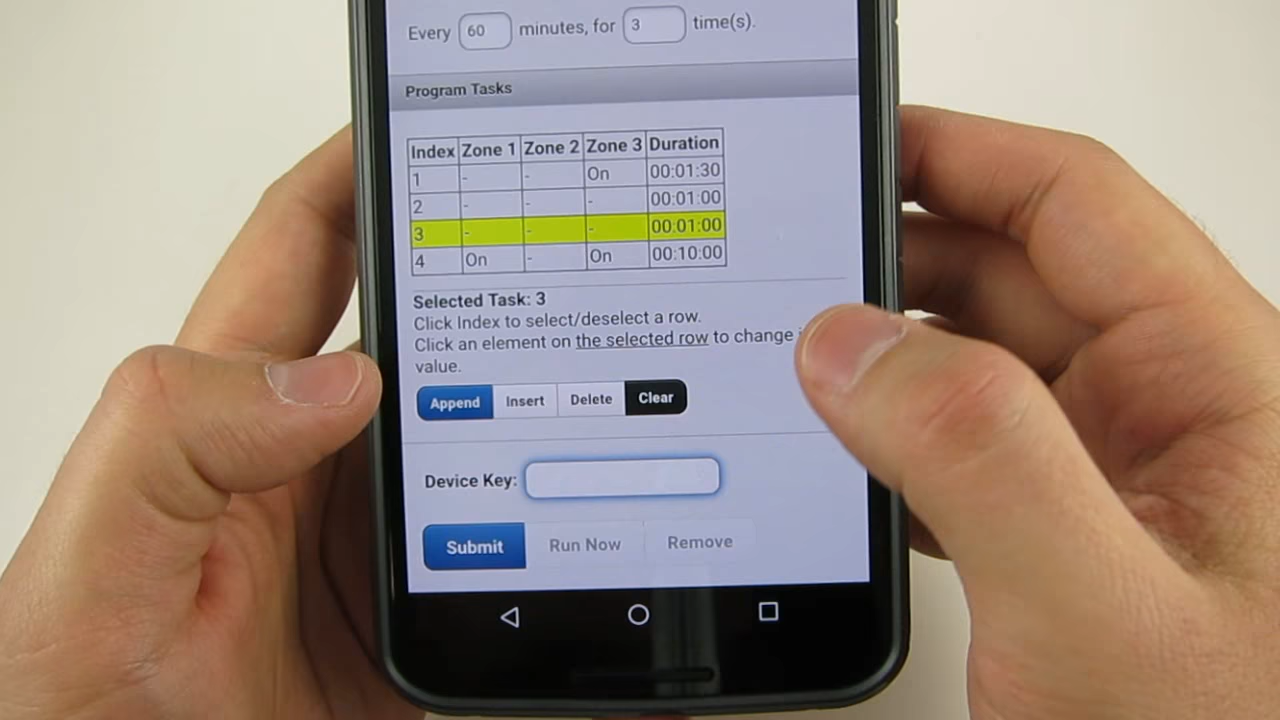 Every 60 minutes, for 3 time(s).
Program Tasks
Index Zone 1 Zone 2 Zone 3 Duration
1 - - On 00:01:30
2 - - - 00:01:00
3 - - - 00:01:00
4 On - On 00:10:00
Selected Task: 3
Click Index to select/deselect a row.
Click an element on the selected row to change
value.
Append Insert Delete Clear
Device Key:
Submit Run Now Remove